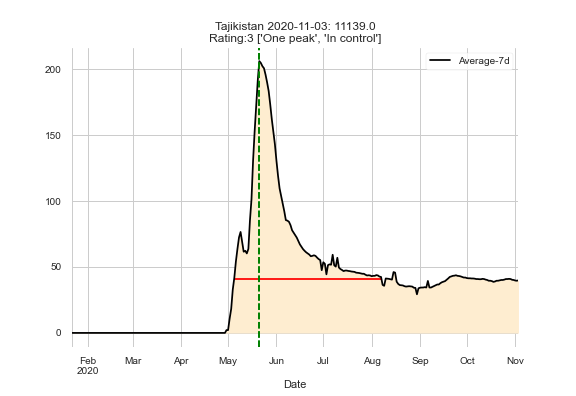 Tajikistan 2020-11-03: 11139.0
Rating:3 ['One peak', 'In control']
Average-7d
200
150
100
50
0
Feb Mar Apr May Jun Jul Aug Sep Oct Nov
2020
Date